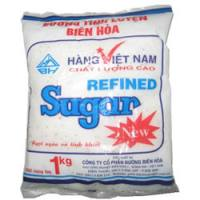 ĐƯỜNG TINH LUYỆN
BIÊN HÒA
HÀNG VIỆT NAM
CHẤT LƯỢNG CAO
BH
REFINED
Sugar
New
1kg
CÔNG TY CỔ PHẦN ĐƯỜNG BIÊN HÒA